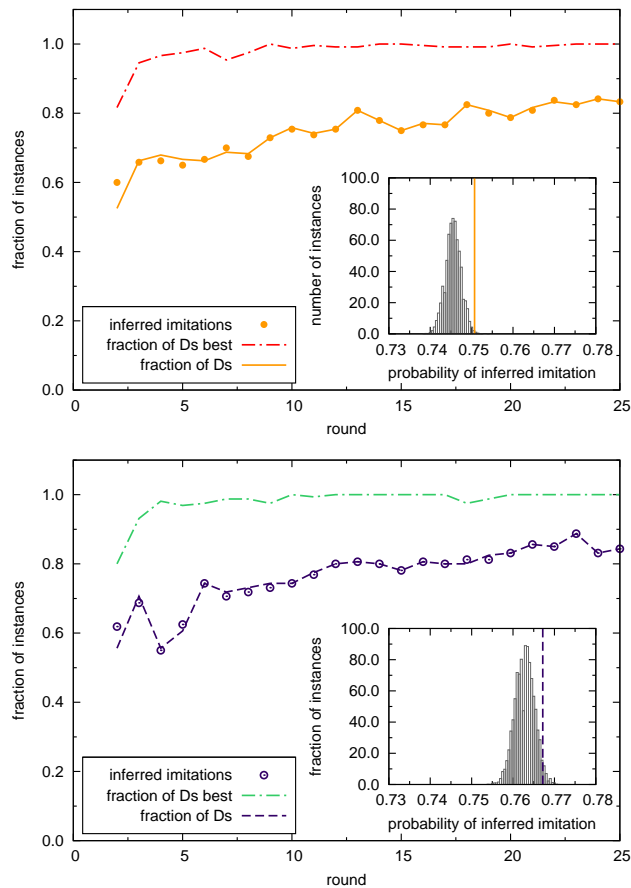 fraction of instances
1.0
0.8
0.6
0.4
0.2
0.0
0 5 10 15 20 25
round
inferred imitations
fraction of Ds best
fraction of Ds
number of instances
100.0
80.0
60.0
40.0
20.0
0.0
0.73 0.74 0.75 0.76 0.77 0.78
probability of inferred imitation
fraction of instances
1.0
0.8
0.6
0.4
0.2
0.0
0 5 10 15 20 25
round
inferred imitations
fraction of Ds best
fraction of Ds
fraction of instances
100.0
80.0
60.0
40.0
20.0
0.0
0.73 0.74 0.75 0.76 0.77 0.78
probability of inferred imitation